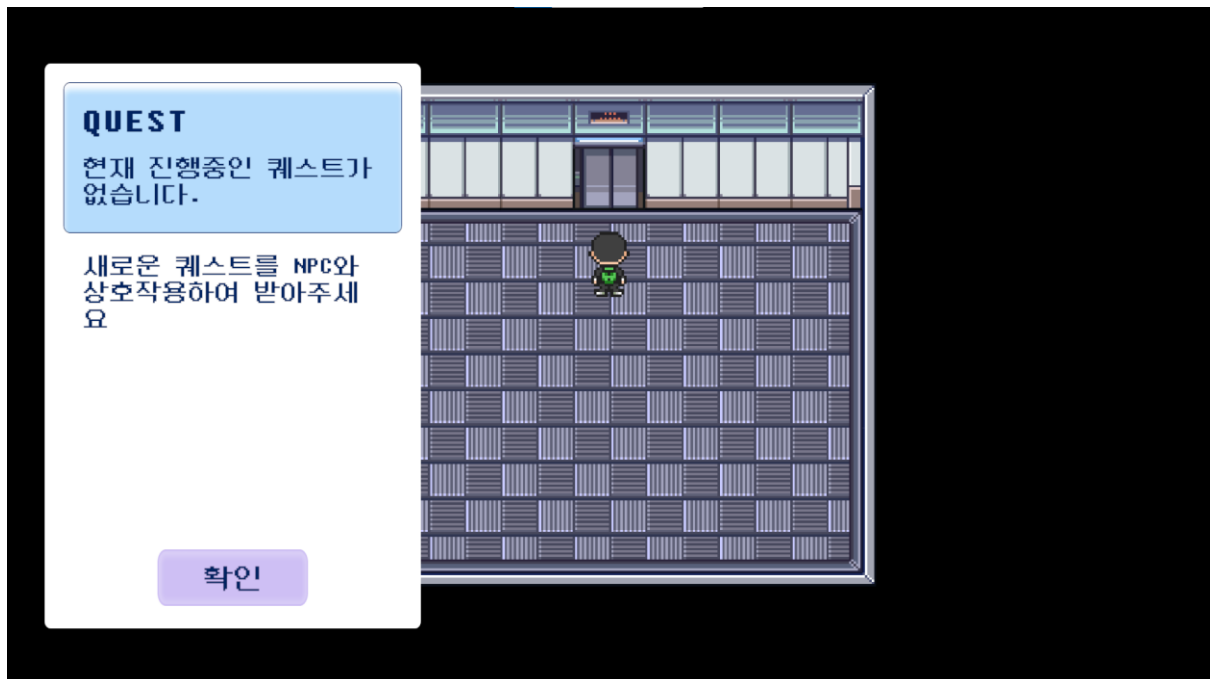 QUEST
현재 진행중인 퀘스트가
없습니다.
새로운 퀘스트를 NPC와
상호작용하여 받아주세
요
확인